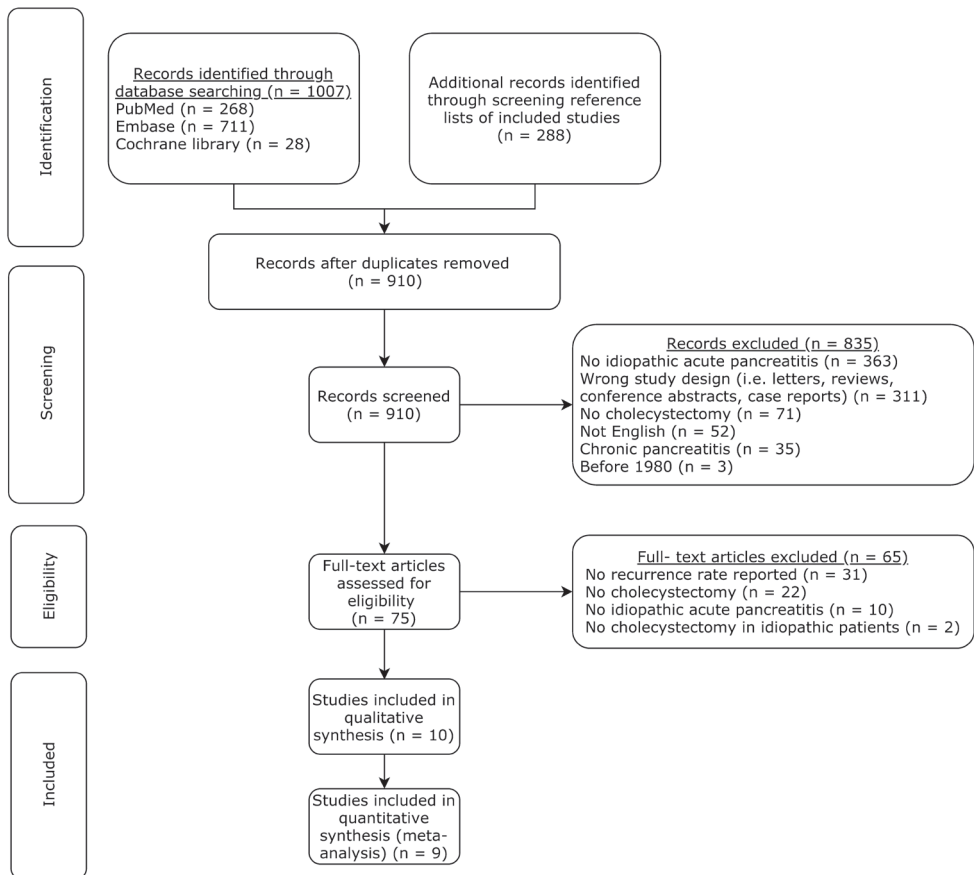 Identification
Records identified through
database searching (n = 1007)
PubMed (n = 268)
Embase (n = 711)
Cochrane library (n = 28)
Additional records identified
through screening reference
lists of included studies
(n = 288)
Records after duplicates removed
(n = 910)
Screening
Records screened
(n = 910)
Records excluded (n = 835)
No idiopathic acute pancreatitis (n = 363)
Wrong study design (i.e. letters, reviews,
conference abstracts, case reports) (n = 311)
No cholecystectomy (n = 71)
Not English (n = 52)
Chronic pancreatitis (n = 35)
Before 1980 (n = 3)
Eligibility
Full-text articles
assessed for
eligibility
(n = 75)
Full- text articles excluded (n = 65)
No recurrence rate reported (n = 31)
No cholecystectomy (n = 22)
No idiopathic acute pancreatitis (n = 10)
No cholecystectomy in idiopathic patients (n = 2)
Included
Studies included in
qualitative
synthesis (n = 10)
Studies included in
quantitative
synthesis (meta-
analysis) (n = 9)